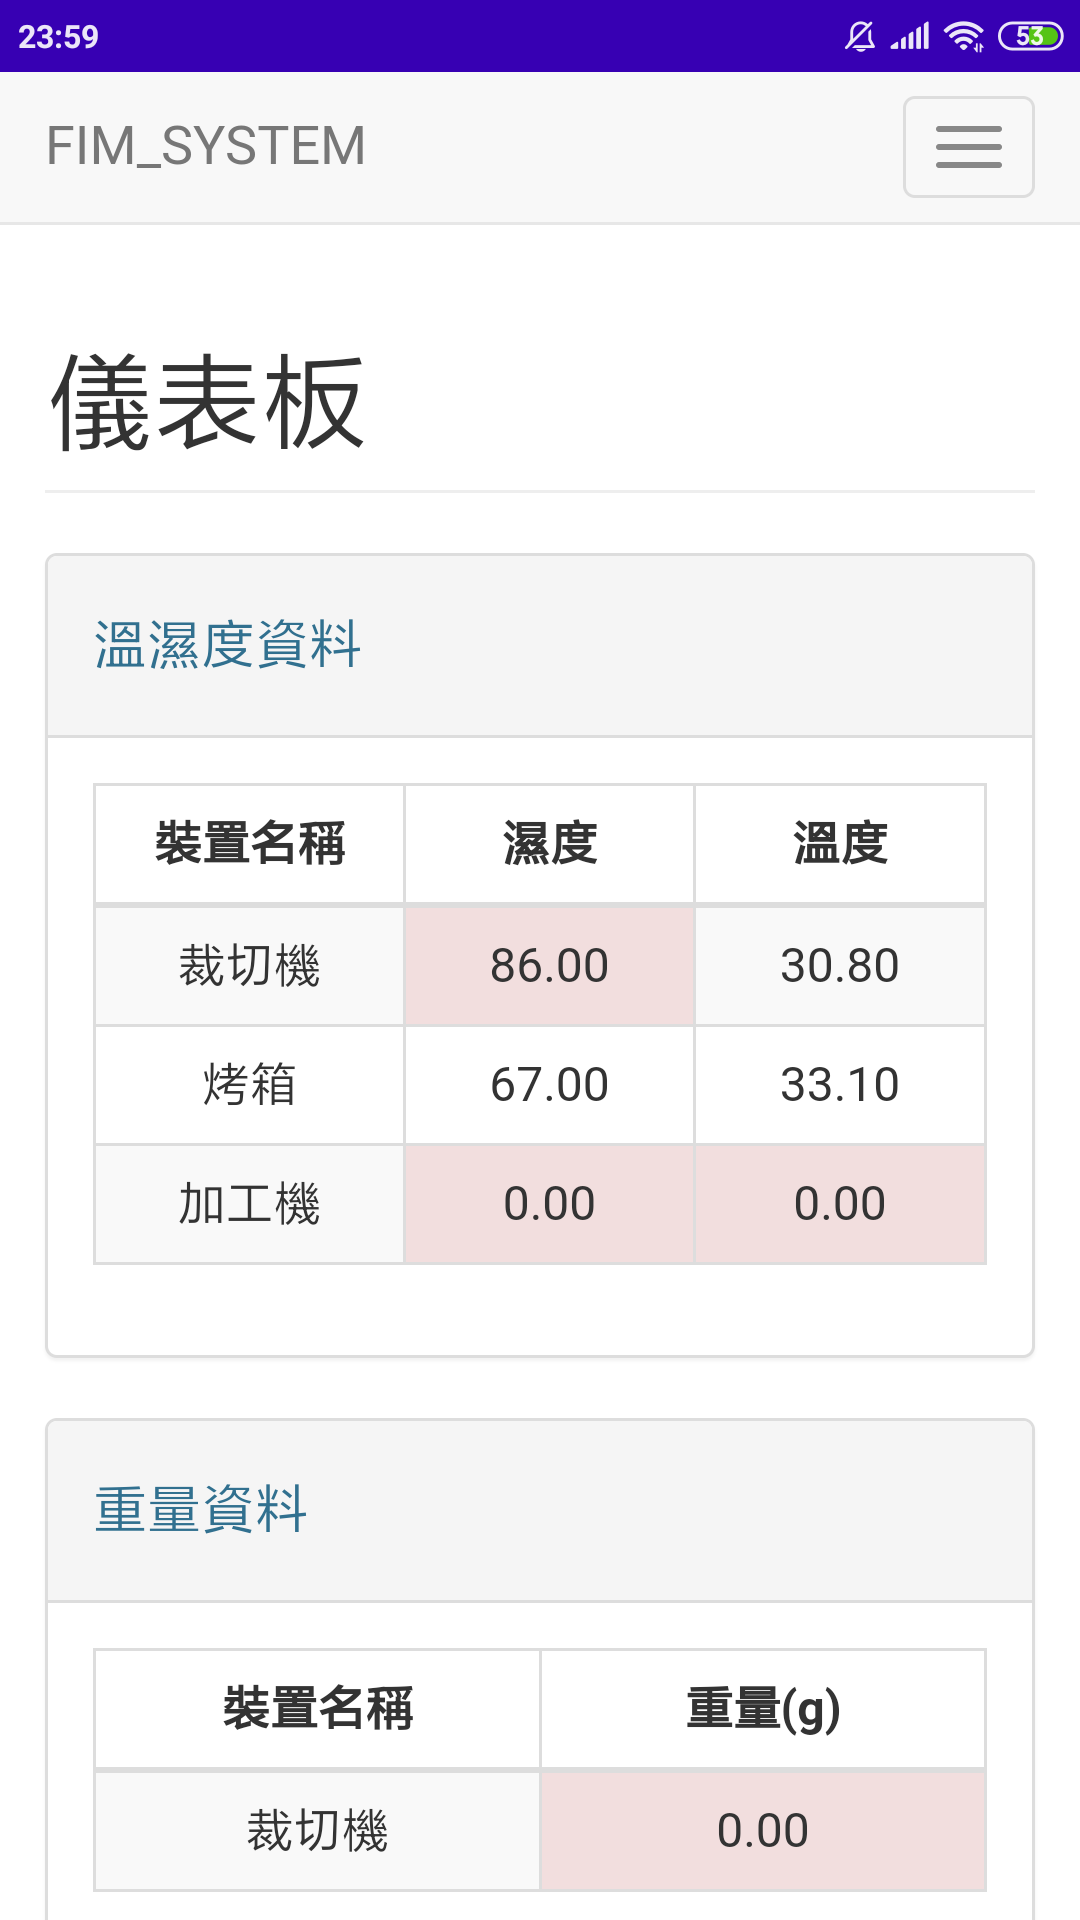 23:59 53
FIM_SYSTEM
儀表板
溫濕度資料
裝置名稱 濕度 溫度
裁切機 86.00 30.80
烤箱 67.00 33.10
加工機 0.00 0.00
重量資料
裝置名稱 重量(g)
裁切機 0.00